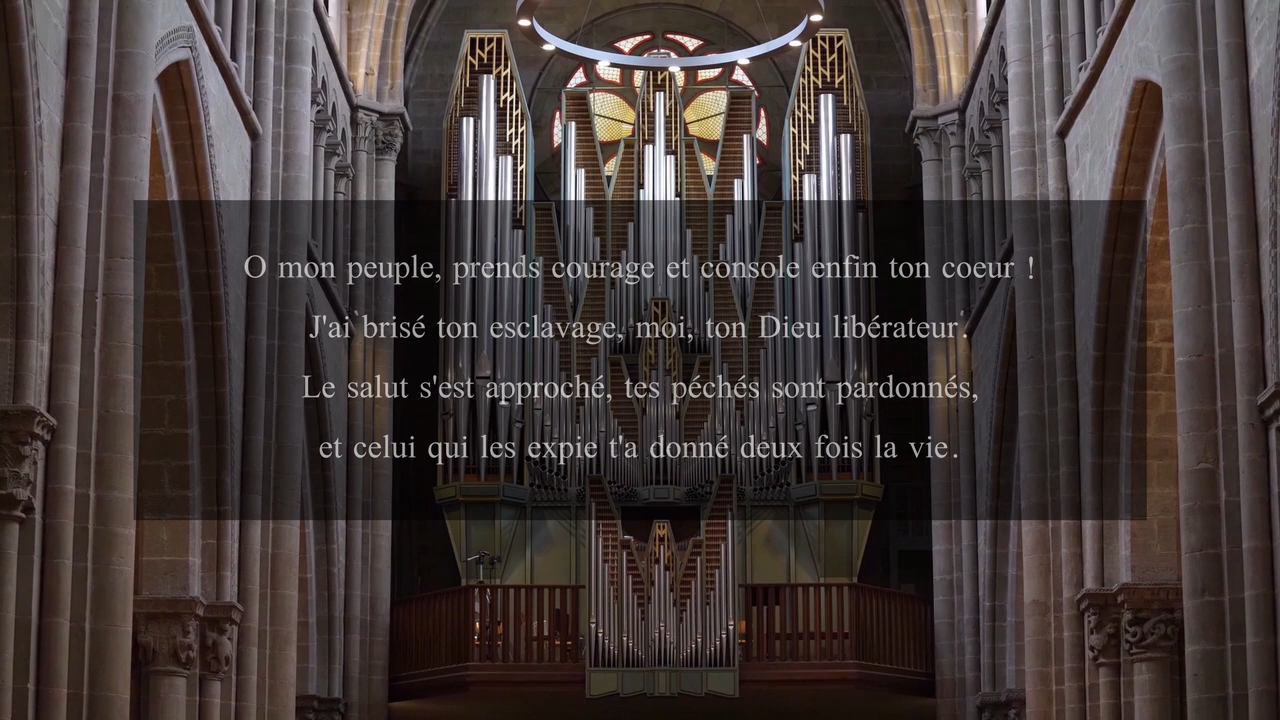 O mon peuple, prends courage et console enfin ton coeur !
J'ai brisé ton esclavage, moi, ton Dieu libérateur.
Le salut s'est approché, tes péchés sont pardonnés,
et celui qui les expie t'a donné deux fois la vie.